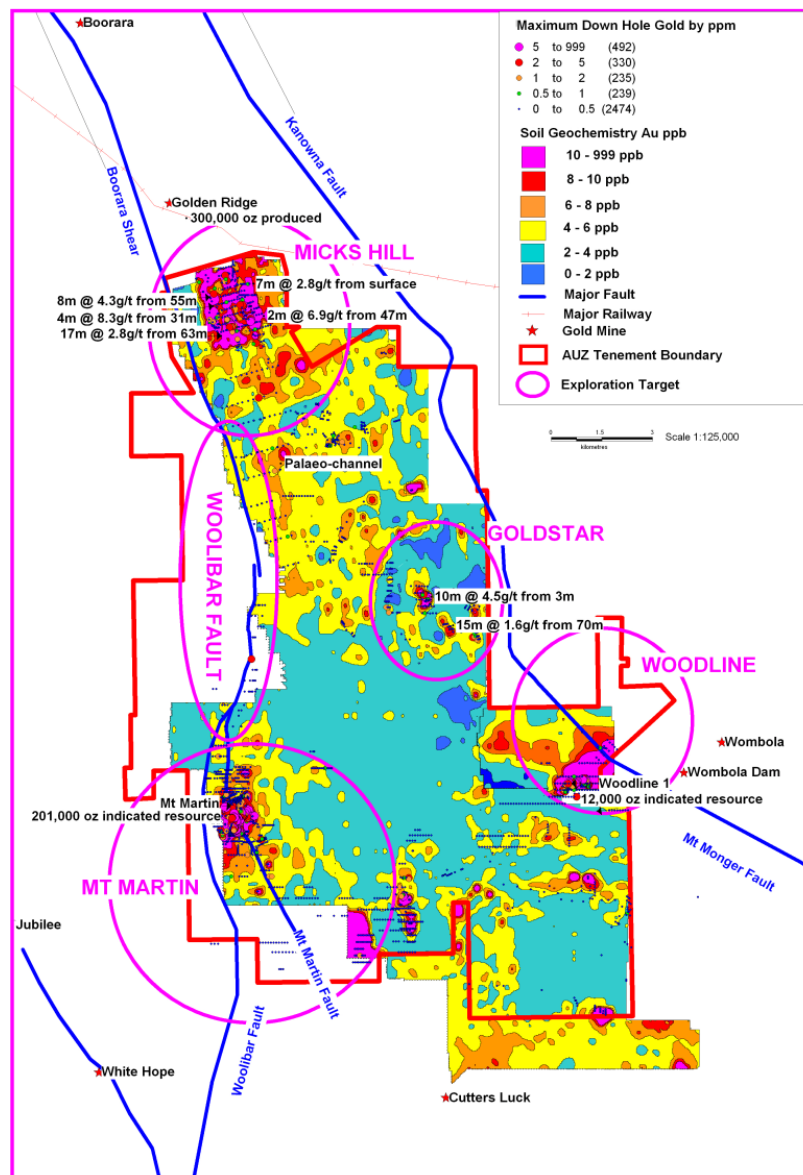 Boorara
Kanowna Fault
Boorara Shear
Golden Ridge
300,000 oz produced
MICKS HILL
7m @ 2.8g/t from surface
8m @ 4.3g/t from 55m
4m @ 8.3g/t from 31m
2m @ 6.9g/t from 47m
17m @ 2.8g/t from 63m
Palaeo-channel
WOOLIBAR FAULT
GOLDSTAR
10m @ 4.5g/t from 3m
15m @ 1.6g/t from 70m
WOODLINE
Wombola
Wombola Dam
Woodline 1
12,000 oz indicated resource
Mt Martin
201,000 oz indicated resource
Mt Monger Fault
MT MARTIN
Jubilee
Mt Martin Fault
Woolibar Fault
White Hope
Cutters Luck
Maximum Down Hole Gold by ppm
5 to 999 (492)
2 to 5 (330)
1 to 2 (235)
0.5 to 1 (239)
0 to 0.5 (2474)
Soil Geochemistry Au ppb
10 - 999 ppb
8 - 10 ppb
6 - 8 ppb
4 - 6 ppb
2 - 4 ppb
0 - 2 ppb
Major Fault
Major Railway
Gold Mine
AUZ Tenement Boundary
Exploration Target
0 1.5 3
kilometres
Scale 1:125,000